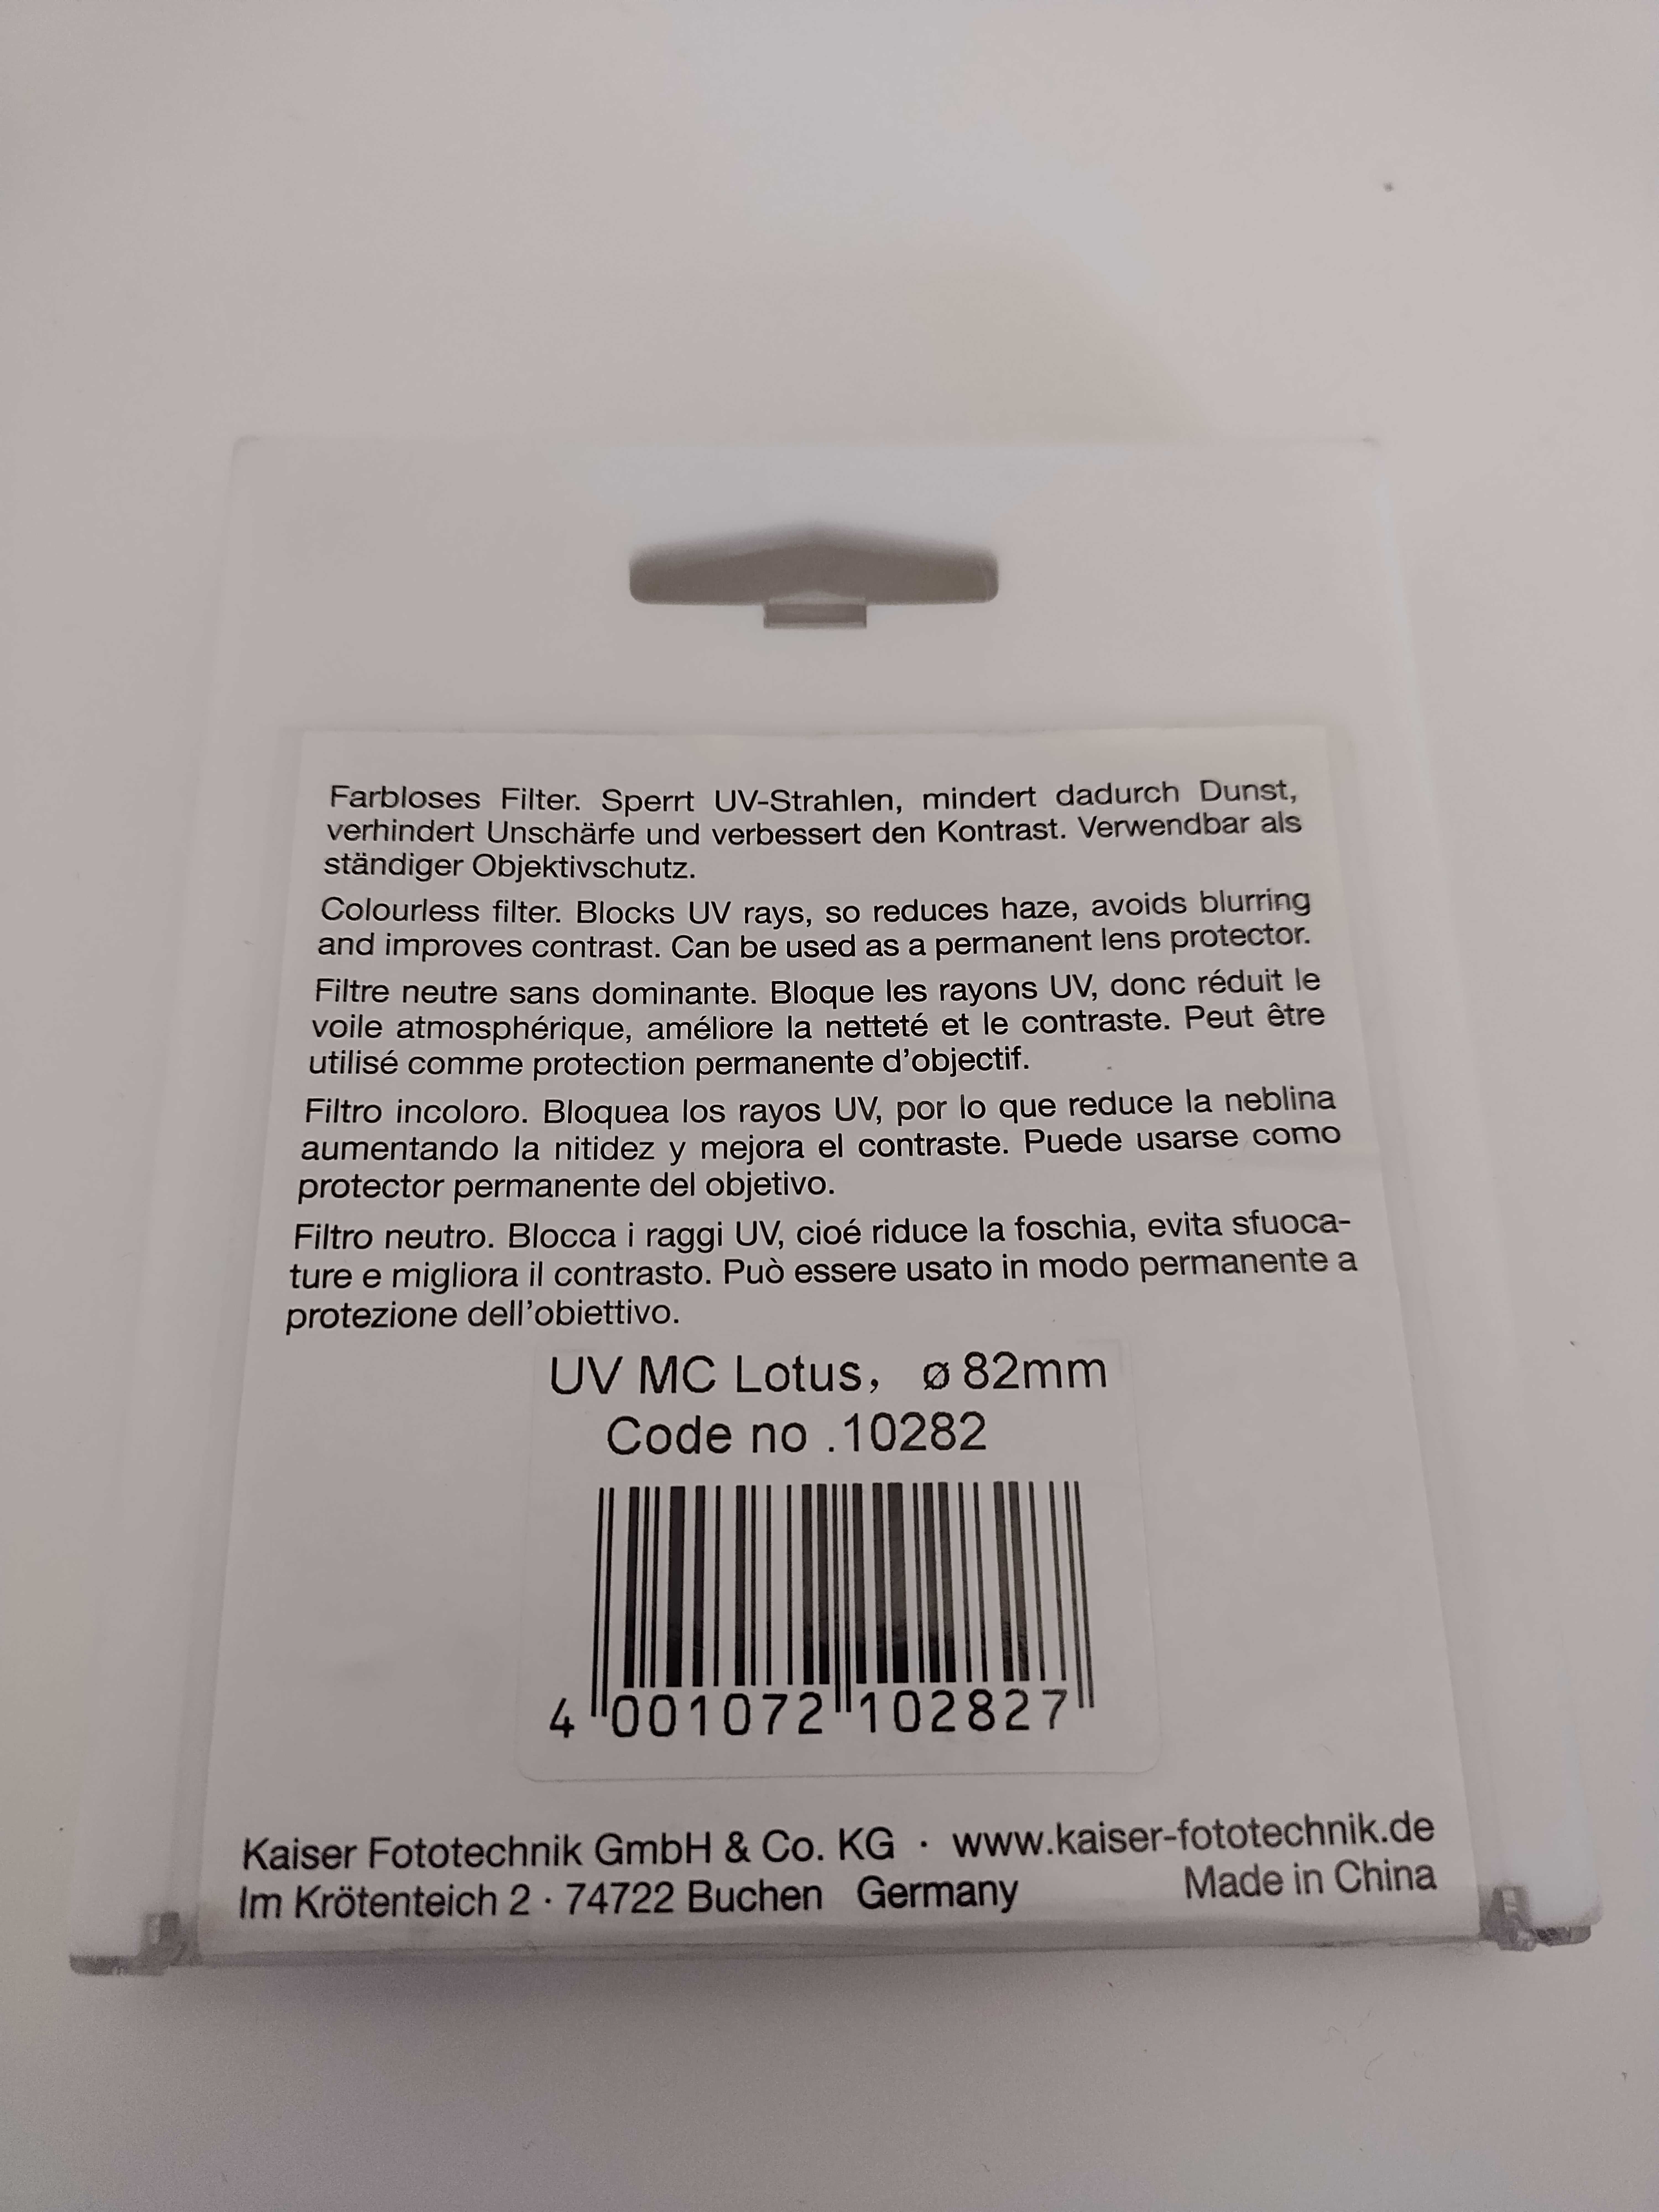 Farbloses Filter. Sperrt UV-Strahlen, mindert dadurch Dunst,
verhindert Unschärfe und verbessert den Kontrast. Verwendbar als
ständiger Objektivschutz.
Colourless filter. Blocks UV rays, so reduces haze, avoids blurring
and improves contrast. Can be used as a permanent lens protector.
Filtre neutre sans dominante. Bloque les rayons UV, donc réduit le
voile atmosphérique, améliore la netteté et le contraste. Peut être
utilisé comme protection permanente d’objectif.
Filtro incoloro. Bloquea los rayos UV, por lo que reduce la neblina
aumentando la nitidez y mejora el contraste. Puede usarse como
protector permanente del objetivo.
Filtro neutro. Blocca i raggi UV, cioé riduce la foschia, evita sfuoca-
ture e migliora il contrasto. Può essere usato in modo permanente a
protezione dell’obiettivo.
UV MC Lotus, ø 82mm
Code no .10282
4 001072 102827
Kaiser Fototechnik GmbH & Co. KG · www.kaiser-fototechnik.de
Im Krötenteich 2 · 74722 Buchen Germany Made in China